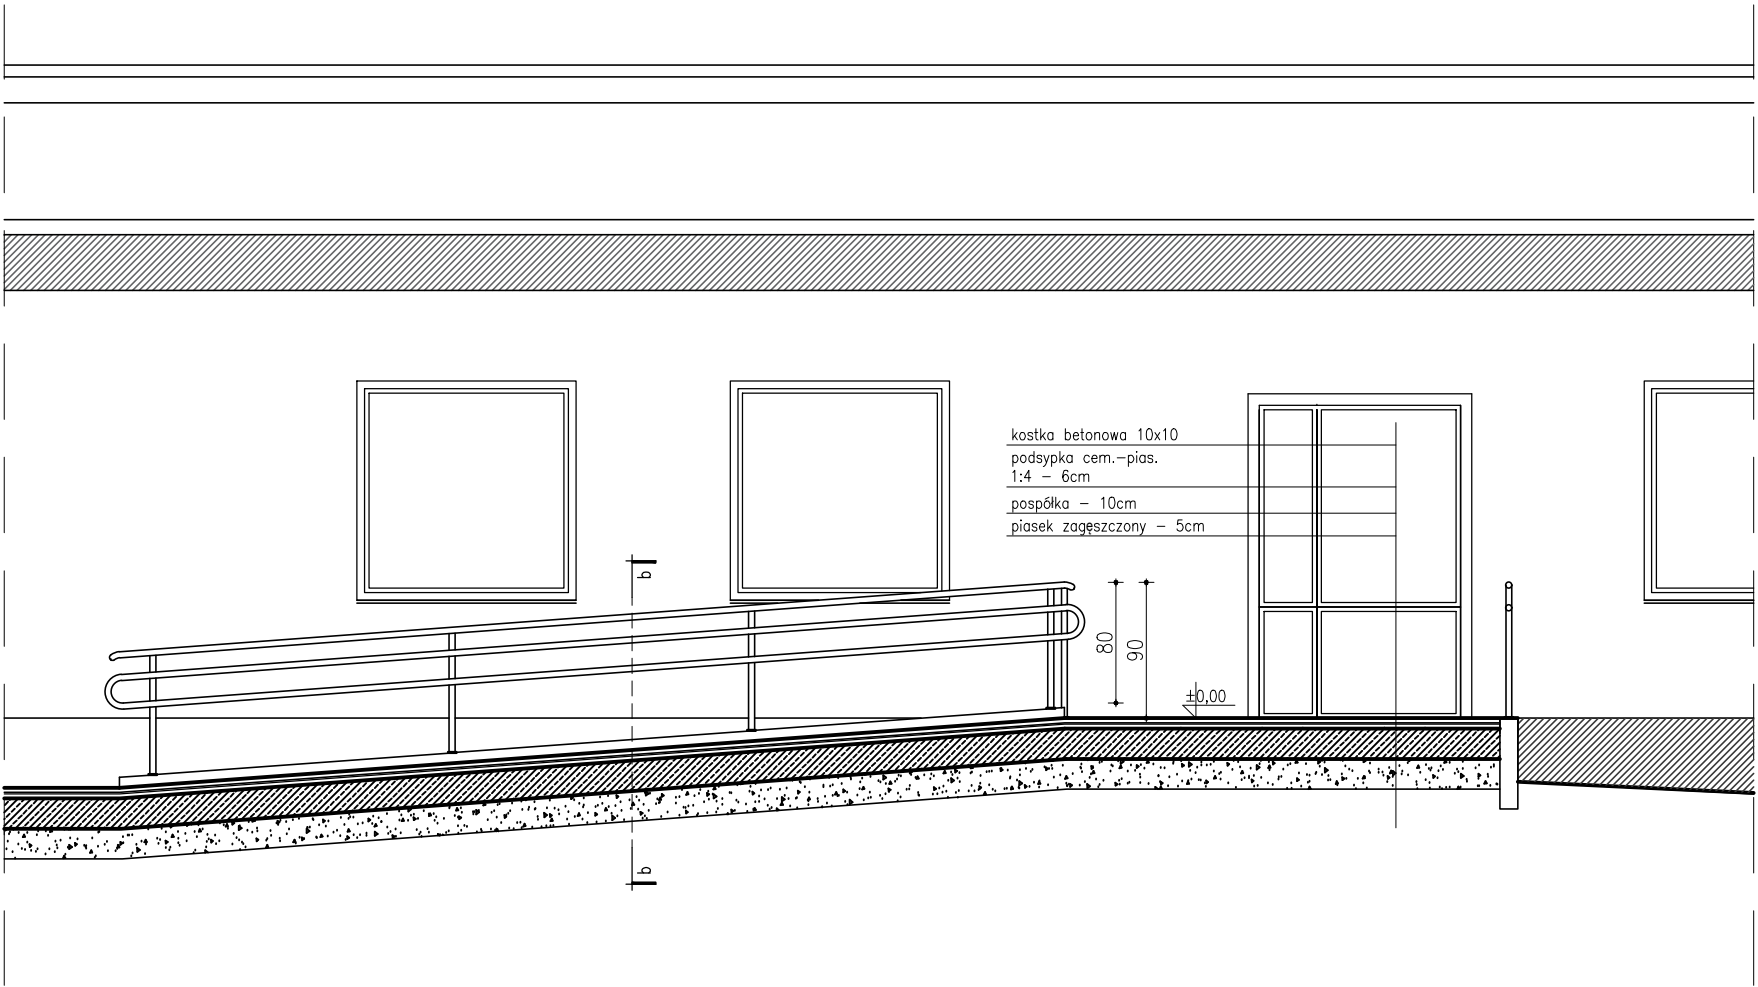 kostka betonowa 10x10
podsypka cem.-pias.
1:4 - 6cm
pospółka - 10cm
piasek zagęszczony - 5cm
b
80
90
±0,00
b